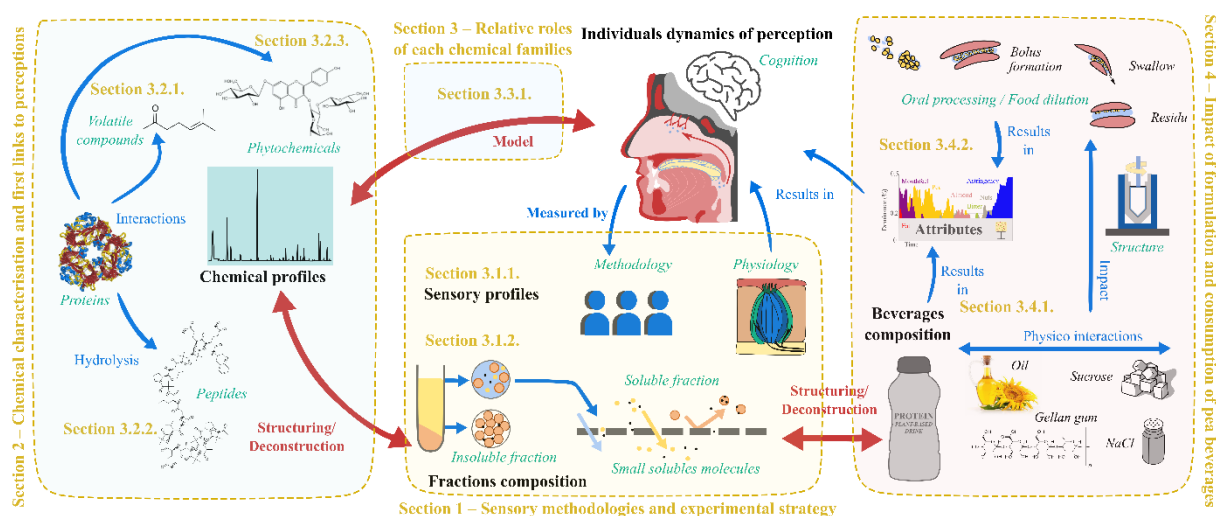 Section 2 – Chemical characterisation and first links to perceptions
Section 3.2.3.
Section 3.2.1.
Volatile
compounds
Phytochemicals
Interactions
Proteins
Chemical profiles
Hydrolysis
Peptides
Section 3.2.2.
Structuring/
Deconstruction
Section 3 – Relative roles
of each chemical families
Section 3.3.1.
Model
Individuals dynamics of perception
Cognition
Measured by
Results in
Section 3.1.1.
Sensory profiles
Methodology
Physiology
Section 3.1.2.
Soluble fraction
Insoluble fraction
Small solubles molecules
Fractions composition
Section 1 – Sensory methodologies and experimental strategy
Structuring/
Deconstruction
Bolus
formation
Swallow
Oral processing / Food dilution
Residu
Results
in
Section 3.4.2.
Astringency
Almond
Nuts
Bitter
Dominance (%)
Attributes
Time
Structure
Results
in
Impact
Section 3.4.1.
Beverages
composition
Physico interactions
Oil
Sucrose
PROTEIN
PLANT-BASED
DRINK
Gellan gum
NaCl
Section 4 – Impact of formulation and consumption of pea beverages